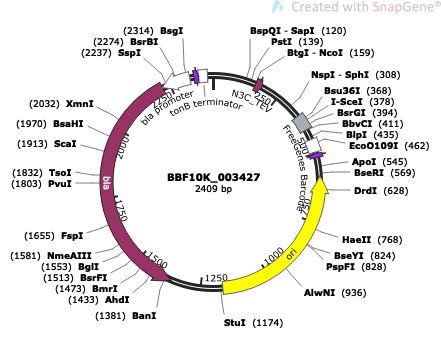 Created with SnapGene®
(2314) BsgI
(2274) BsrBI
(2237) SspI
BspQI - SapI (120)
PstI (139)
BtgI - NcoI (159)
NspI - SphI (308)
Bsu36I (368)
I-SceI (378)
BsrGI (394)
BbvCI (411)
BlpI (435)
EcoO109I (462)
ApoI (545)
BseRI (569)
DrdI (628)
HaeII (768)
BseYI (824)
PspFI (828)
AlwNI (936)
StuI (1174)
(2032) XmnI
(1970) BsaHI
(1913) ScaI
(1832) TsoI
(1803) PvuI
(1655) FspI
(1581) NmeAIII
(1553) BglI
(1513) BsrFI
(1473) BmrI
(1433) AhdI
(1381) BanI
bla promoter
tonB terminator
N3C_TEV
FreeGenes Barcode
bla
ori
BBF10K_003427
2409 bp
250
500
750
1000
1250
1500
1750
2000
2250